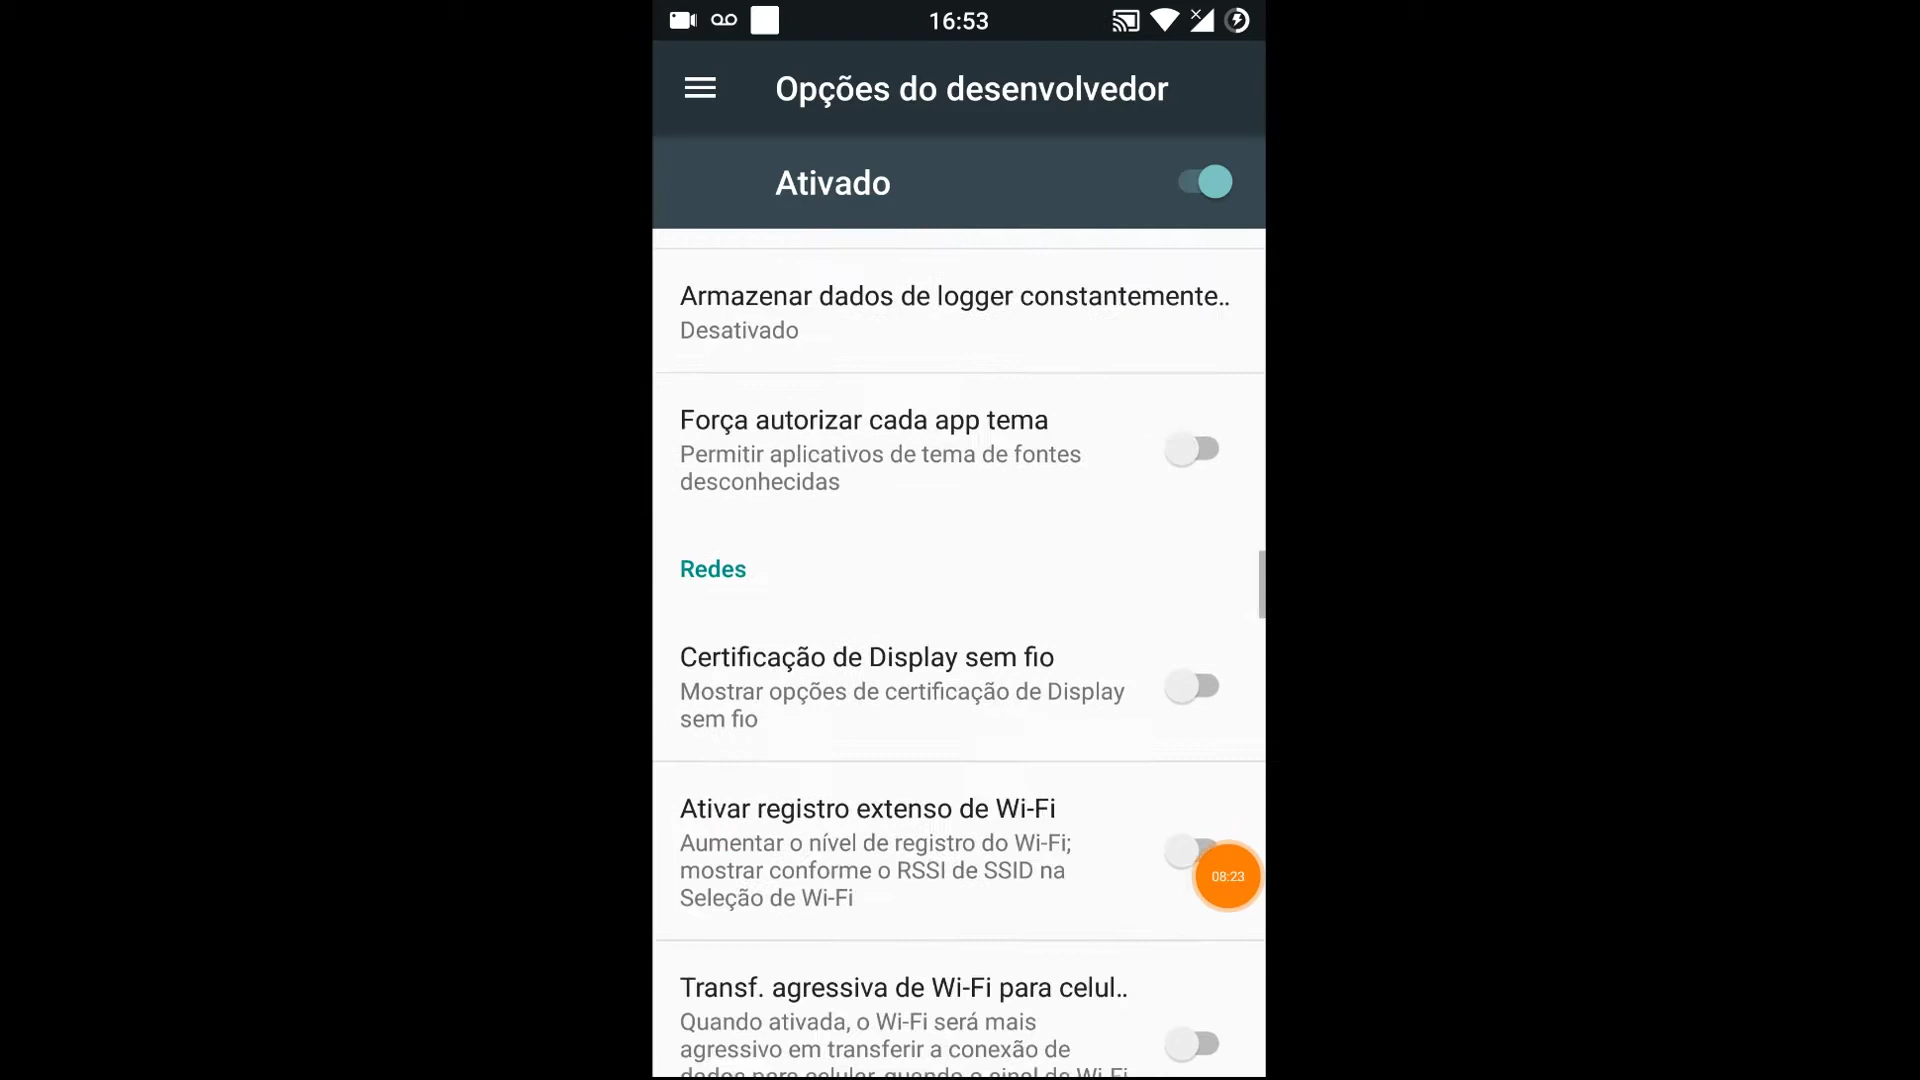 16:53
Opções do desenvolvedor
Ativado
Armazenar dados de logger constantemente..
Desativado
Força autorizar cada app tema
Permitir aplicativos de tema de fontes
desconhecidas
Redes
Certificação de Display sem fio
Mostrar opções de certificação de Display
sem fio
Ativar registro extenso de Wi-Fi
Aumentar o nível de registro do Wi-Fi;
mostrar conforme o RSSI de SSID na
Seleção de Wi-Fi
08:23
Transf. agressiva de Wi-Fi para celul..
Quando ativada, o Wi-Fi será mais
agressivo em transferir a conexão de
dados para celular, quando o sinal de Wi-Fi